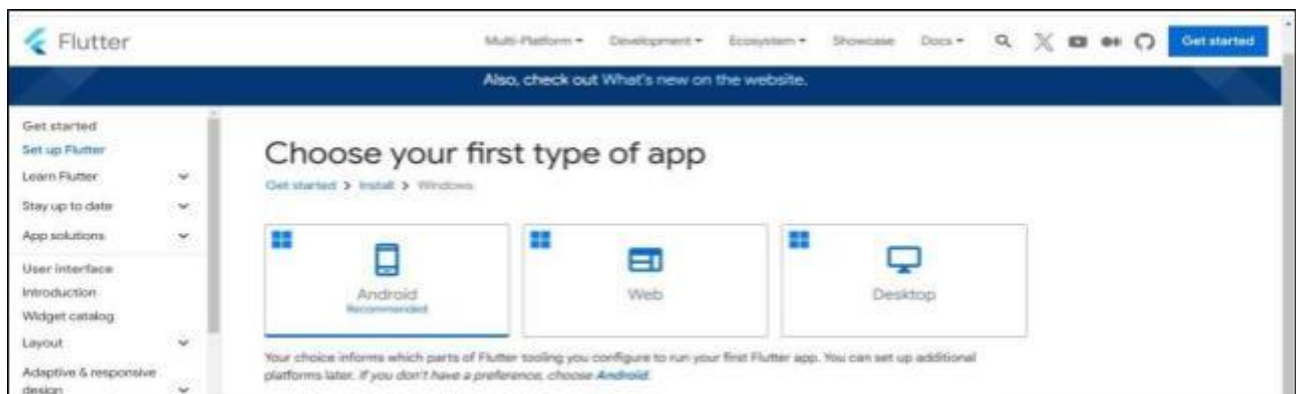 Flutter
Multi-Platform Development Ecosystem Showcase Docs Get started
Also, check out What's new on the website.
Get started
Set up Flutter
Learn Flutter
Stay up to date
App solutions
User interface
Introduction
Widget catalog
Layout
Adaptive & responsive
design
Choose your first type of app
Get started > Install > Windows
Android
Recommended
Web
Desktop
Your choice informs which parts of Flutter tooling you configure to run your first Flutter app. You can set up additional
platforms later. If you don't have a preference, choose Android.